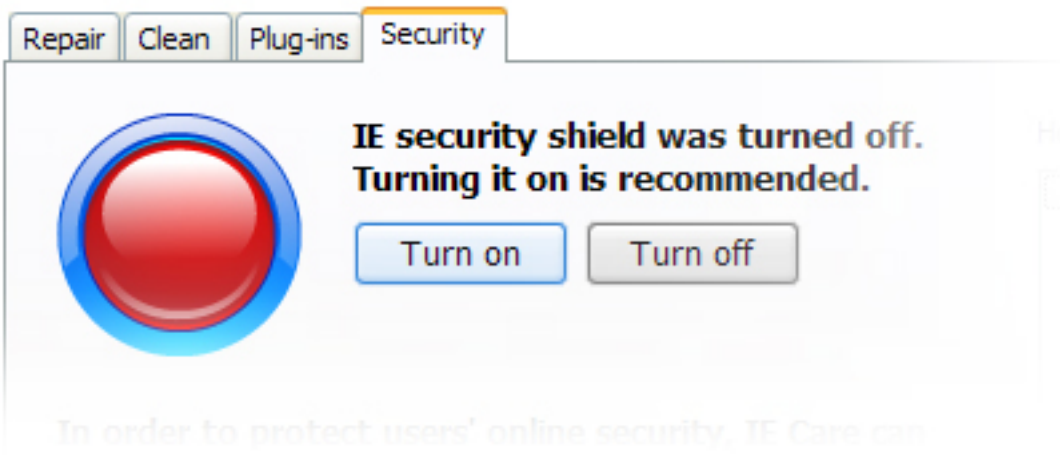 Repair Clean Plug-ins Security
IE security shield was turned off.
Turning it on is recommended.
Turn on Turn off
In order to protect users' online security, IE Care can